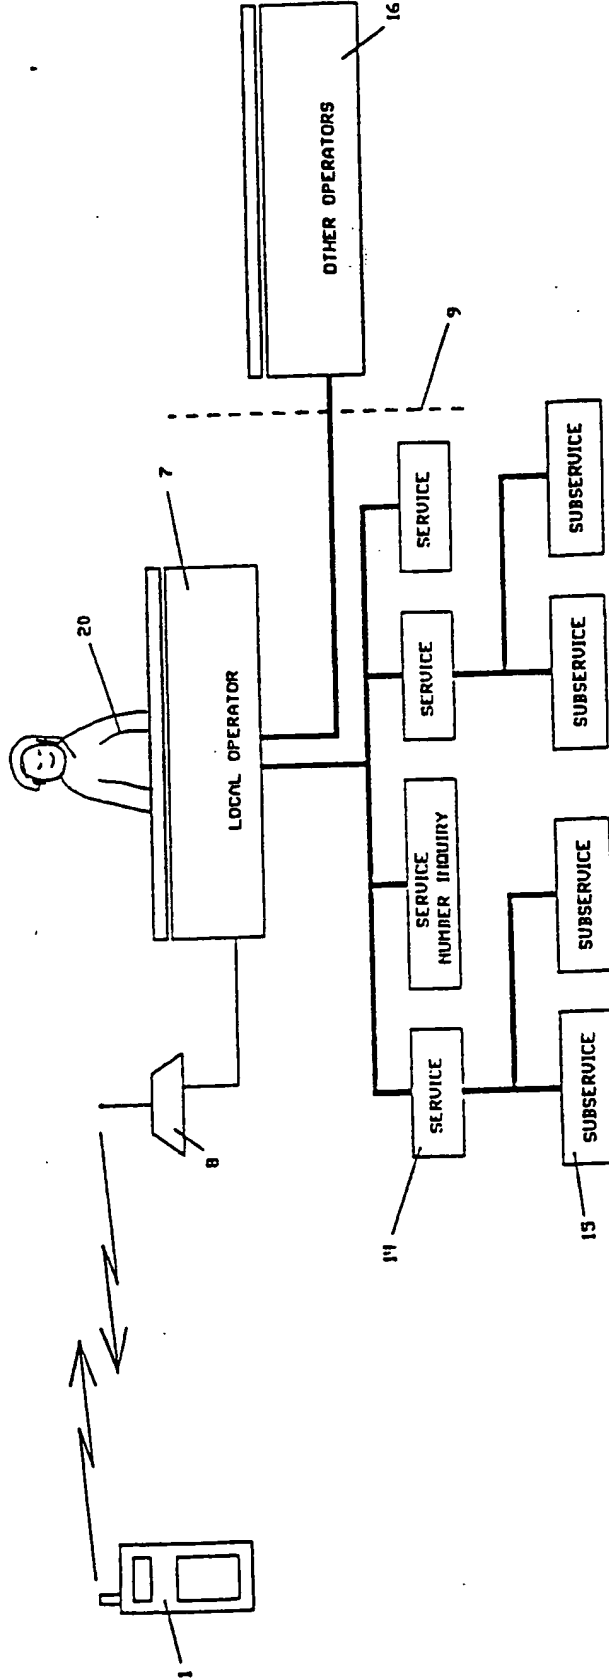 1
8
20
7
LOCAL OPERATOR
16
OTHER OPERATORS
9
14
SERVICE
SERVICE
NUMBER INQUIRY
SERVICE
SERVICE
15
SUBSERVICE
SUBSERVICE
SUBSERVICE
SUBSERVICE